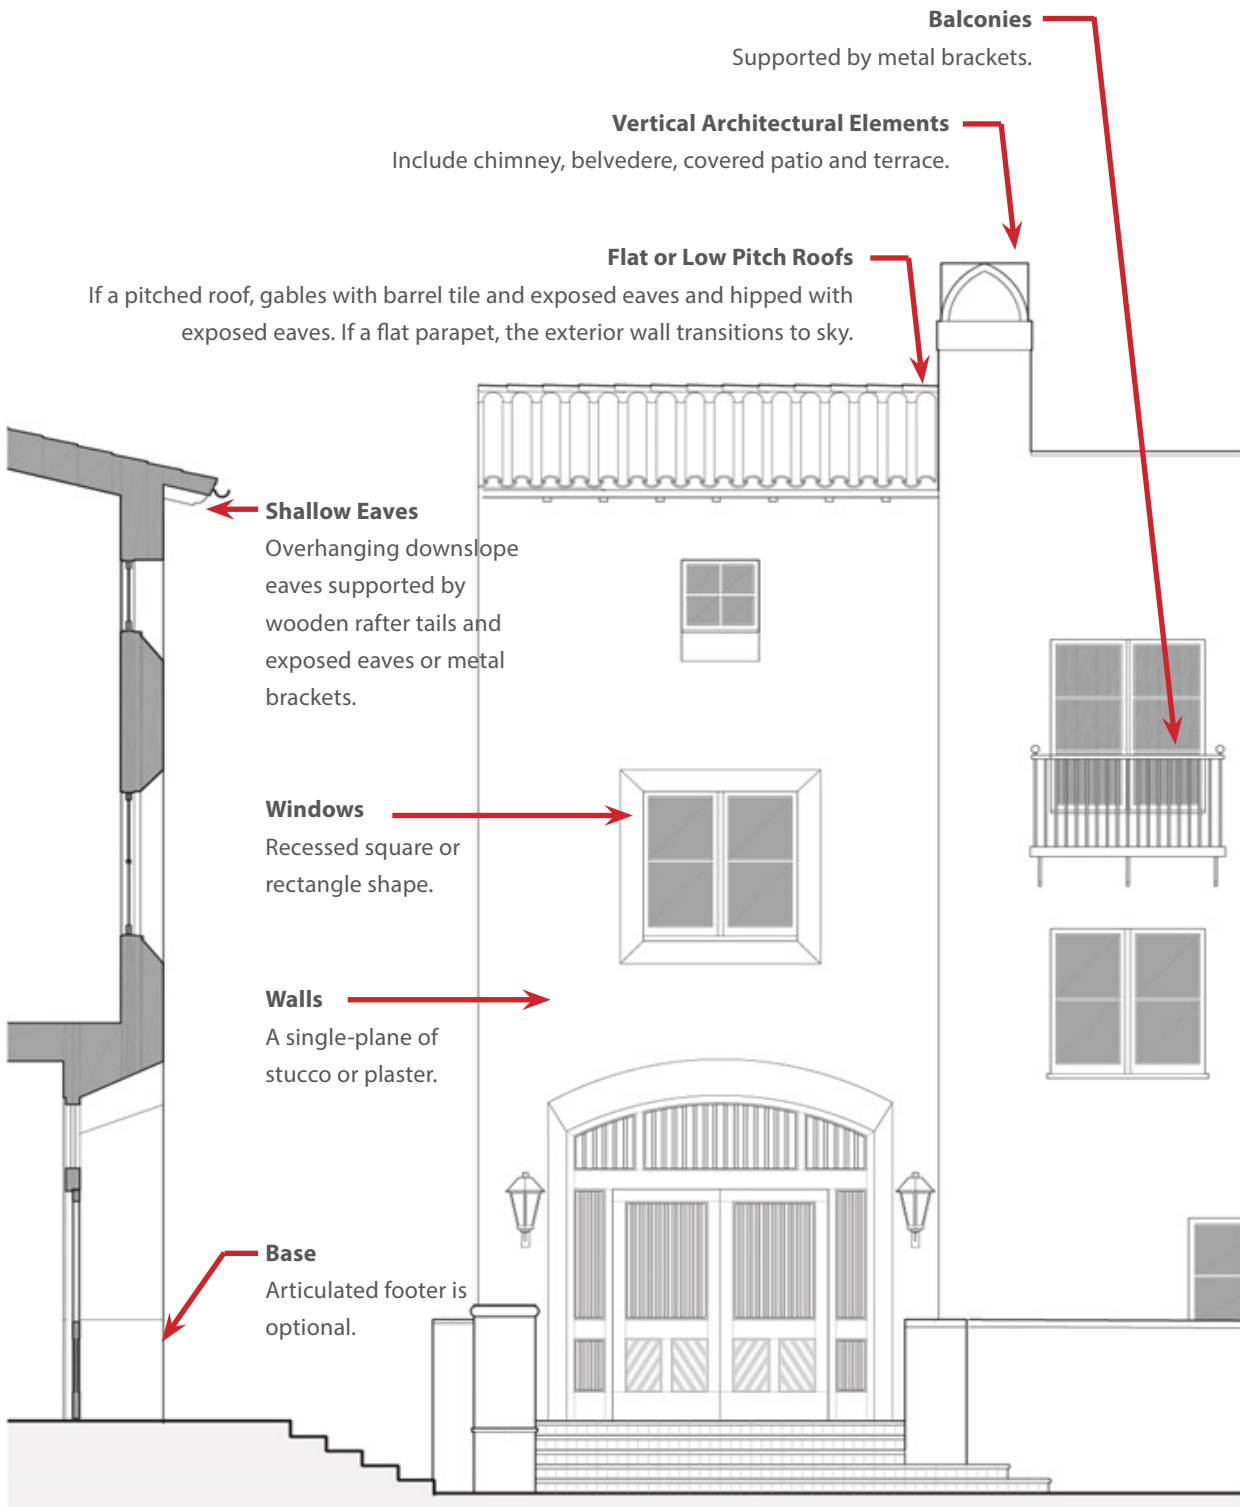 Balconies
Supported by metal brackets.
Vertical Architectural Elements
Include chimney, belvedere, covered patio and terrace.
Flat or Low Pitch Roofs
If a pitched roof, gables with barrel tile and exposed eaves and hipped with
exposed eaves. If a flat parapet, the exterior wall transitions to sky.
Shallow Eaves
Overhanging downslope
eaves supported by
wooden rafter tails and
exposed eaves or metal
brackets.
Windows
Recessed square or
rectangle shape.
Walls
A single-plane of
stucco or plaster.
Base
Articulated footer is
optional.